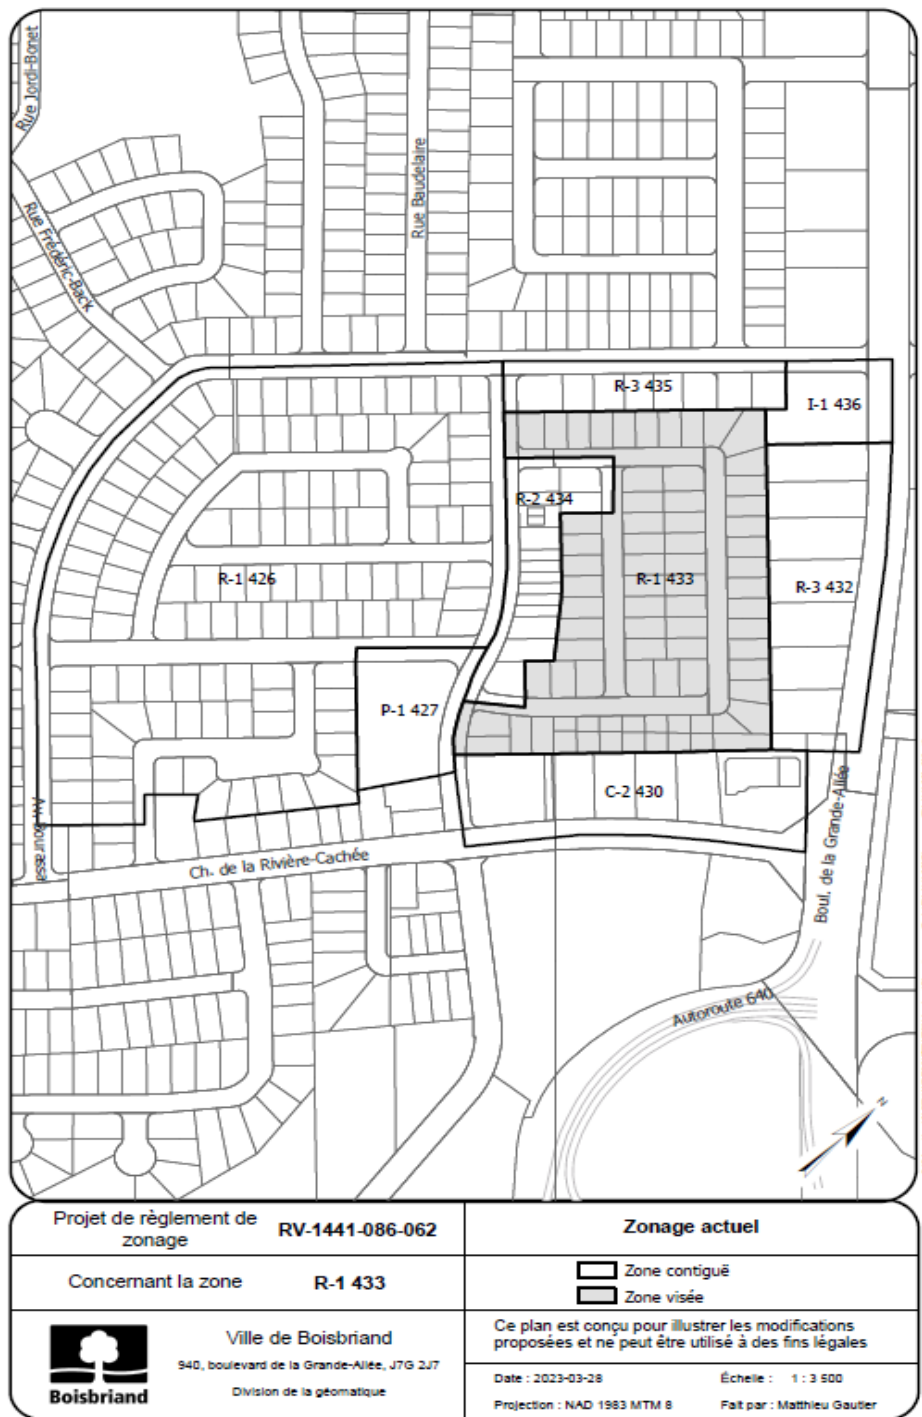 Rue Jordi-Bonet
Rue Baudelaire
Rue Frédéric-Back
R-3 435
I-1 436
R-2 434
R-1 426
R-1 433
R-3 432
P-1 427
C-2 430
Av. Bourassa
Ch. de la Rivière-Cachée
Boul. de la Grande-Allée
Autoroute 640
N
Projet de règlement de
zonage
RV-1441-086-062
Zonage actuel
Concernant la zone
R-1 433
Zone contiguë
Zone visée
Boisbriand
Ville de Boisbriand
940, boulevard de la Grande-Allée, J7G 2J7
Division de la géomatique
Ce plan est conçu pour illustrer les modifications
proposées et ne peut être utilisé à des fins légales
Date : 2023-03-28
Échelle : 1 : 3 500
Projection : NAD 1983 MTM 8
Fait par : Matthieu Gautier